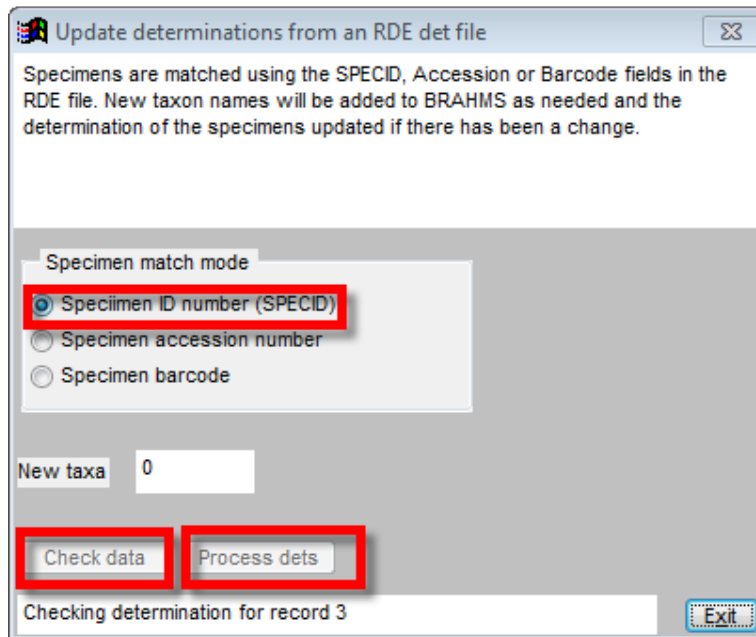 Update determinations from an RDE det file
Specimens are matched using the SPECID, Accession or Barcode fields in the
RDE file. New taxon names will be added to BRAHMS as needed and the
determination of the specimens updated if there has been a change.
Specimen match mode
Speciimen ID number (SPECID)
Specimen accession number
Specimen barcode
New taxa 0
Check data Process dets
Checking determination for record 3 Exit